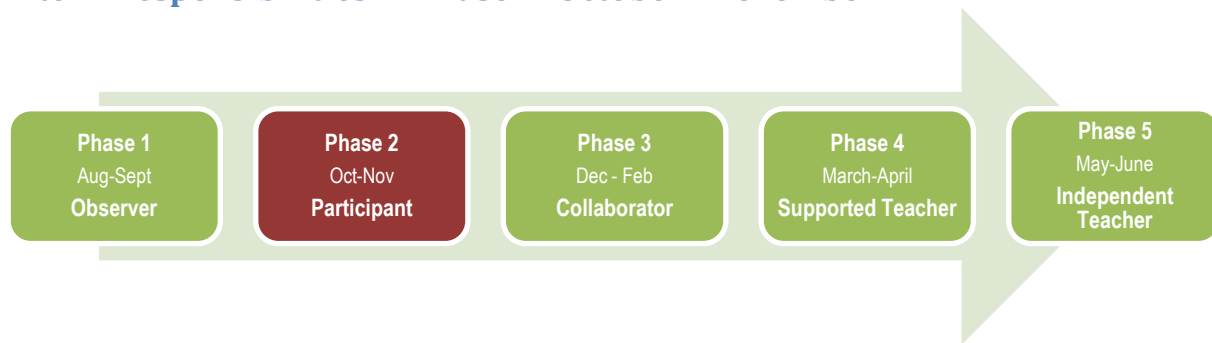 Phase 1
Aug-Sept
Observer
Phase 2
Oct-Nov
Participant
Phase 3
Dec - Feb
Collaborator
Phase 4
March-April
Supported Teacher
Phase 5
May-June
Independent
Teacher